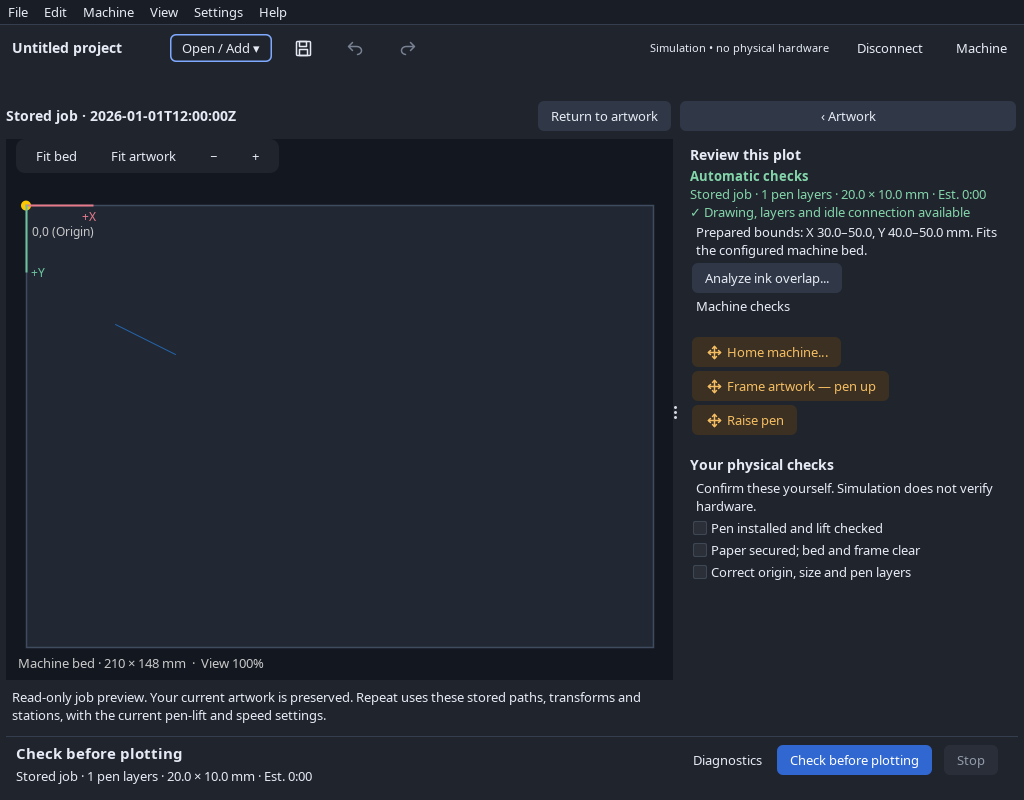 File Edit Machine View Settings Help
Untitled project Open / Add ▾ Simulation • no physical hardware Disconnect Machine
Stored job · 2026-01-01T12:00:00Z Return to artwork ‹ Artwork
Fit bed Fit artwork − +
+X
0,0 (Origin)
+Y
Machine bed · 210 × 148 mm · View 100%
Read-only job preview. Your current artwork is preserved. Repeat uses these stored paths, transforms and
stations, with the current pen-lift and speed settings.
Review this plot
Automatic checks
Stored job · 1 pen layers · 20.0 × 10.0 mm · Est. 0:00
✓ Drawing, layers and idle connection available
Prepared bounds: X 30.0–50.0, Y 40.0–50.0 mm. Fits
the configured machine bed.
Analyze ink overlap...
Machine checks
Home machine...
Frame artwork — pen up
Raise pen
Your physical checks
Confirm these yourself. Simulation does not verify
hardware.
Pen installed and lift checked
Paper secured; bed and frame clear
Correct origin, size and pen layers
Check before plotting
Stored job · 1 pen layers · 20.0 × 10.0 mm · Est. 0:00
Diagnostics Check before plotting Stop